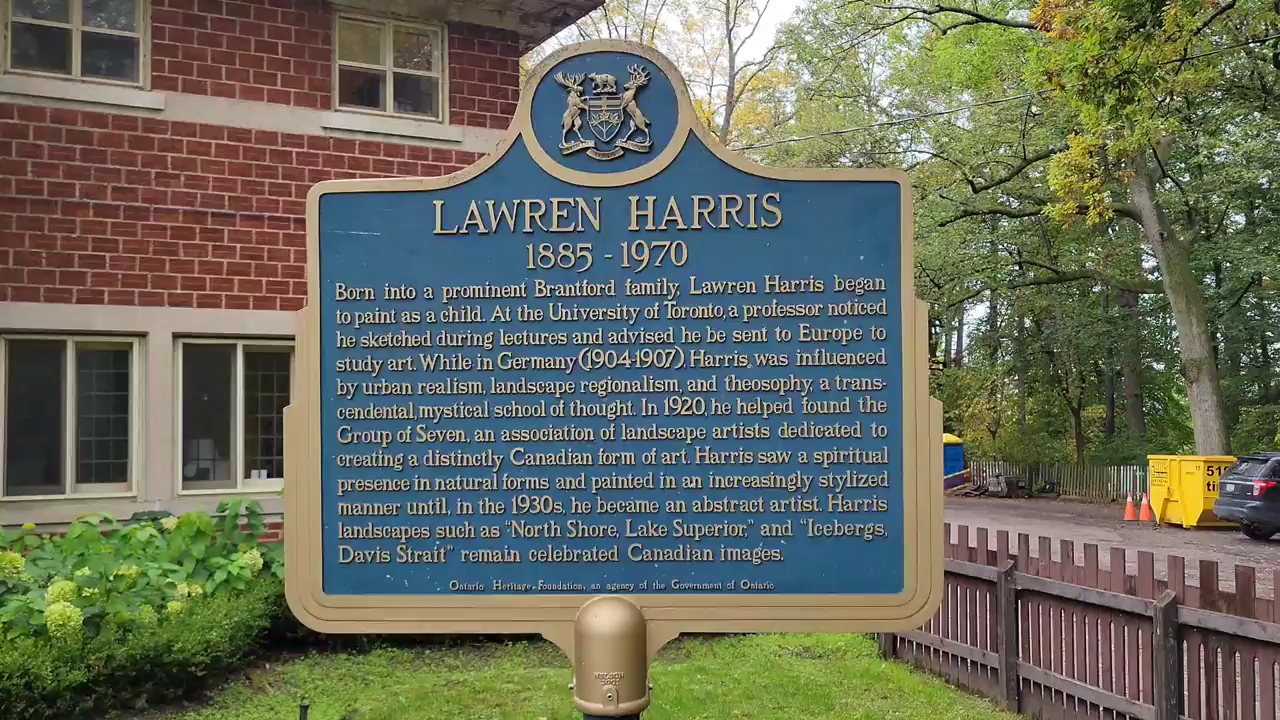 LAWREN HARRIS
1885 - 1970
Born into a prominent Brantford family, Lawren Harris began
to paint as a child. At the University of Toronto, a professor noticed
he sketched during lectures and advised he be sent to Europe to
study art. While in Germany (1904-1907), Harris was influenced
by urban realism, landscape regionalism, and theosophy, a trans-
cendental, mystical school of thought. In 1920, he helped found the
Group of Seven, an association of landscape artists dedicated to
creating a distinctly Canadian form of art. Harris saw a spiritual
presence in natural forms and painted in an increasingly stylized
manner until, in the 1930s, he became an abstract artist. Harris
landscapes such as "North Shore, Lake Superior," and "Icebergs,
Davis Strait" remain celebrated Canadian images.
Ontario Heritage Foundation, an agency of the Government of Ontario